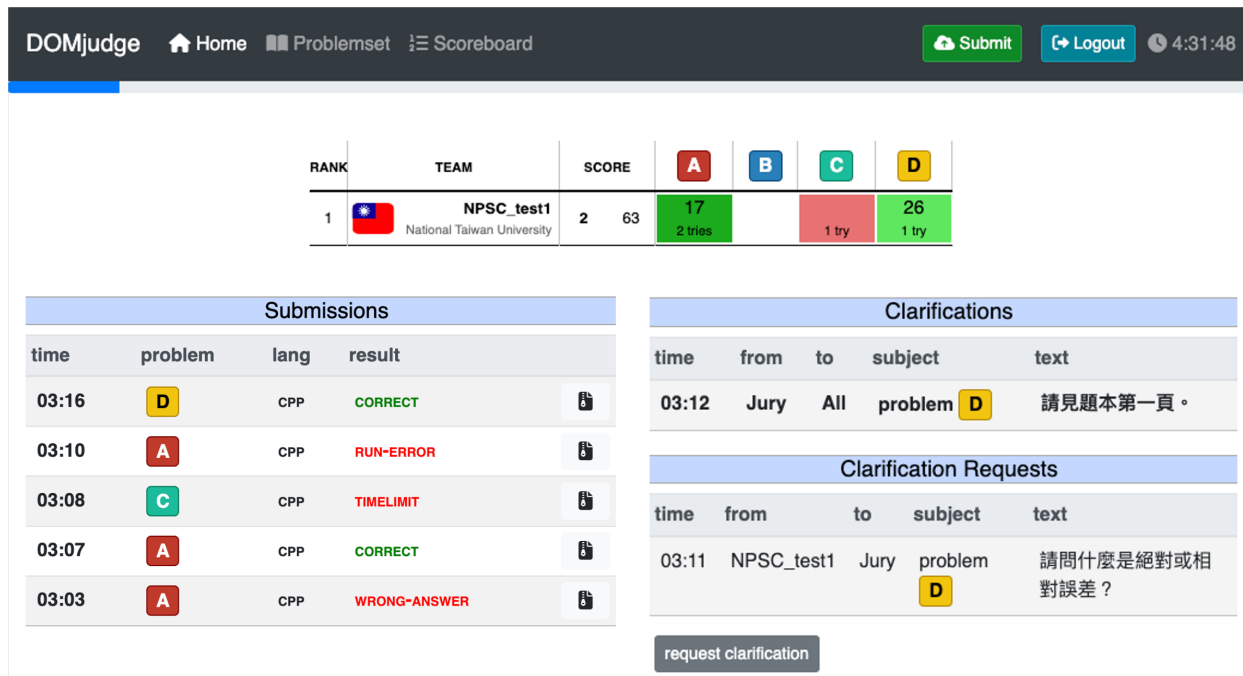 DOMjudge Home Problemset Scoreboard Submit Logout 4:31:48
RANK TEAM SCORE A B C D
1 NPSC_test1 2 63 17 26
National Taiwan University 2 tries 1 try 1 try
Submissions
time problem lang result
03:16 D CPP CORRECT
03:10 A CPP RUN-ERROR
03:08 C CPP TIMELIMIT
03:07 A CPP CORRECT
03:03 A CPP WRONG-ANSWER
Clarifications
time from to subject text
03:12 Jury All problem D 請見題本第一頁。
Clarification Requests
time from to subject text
03:11 NPSC_test1 Jury problem 請問什麼是絕對或相
D 對誤差？
request clarification